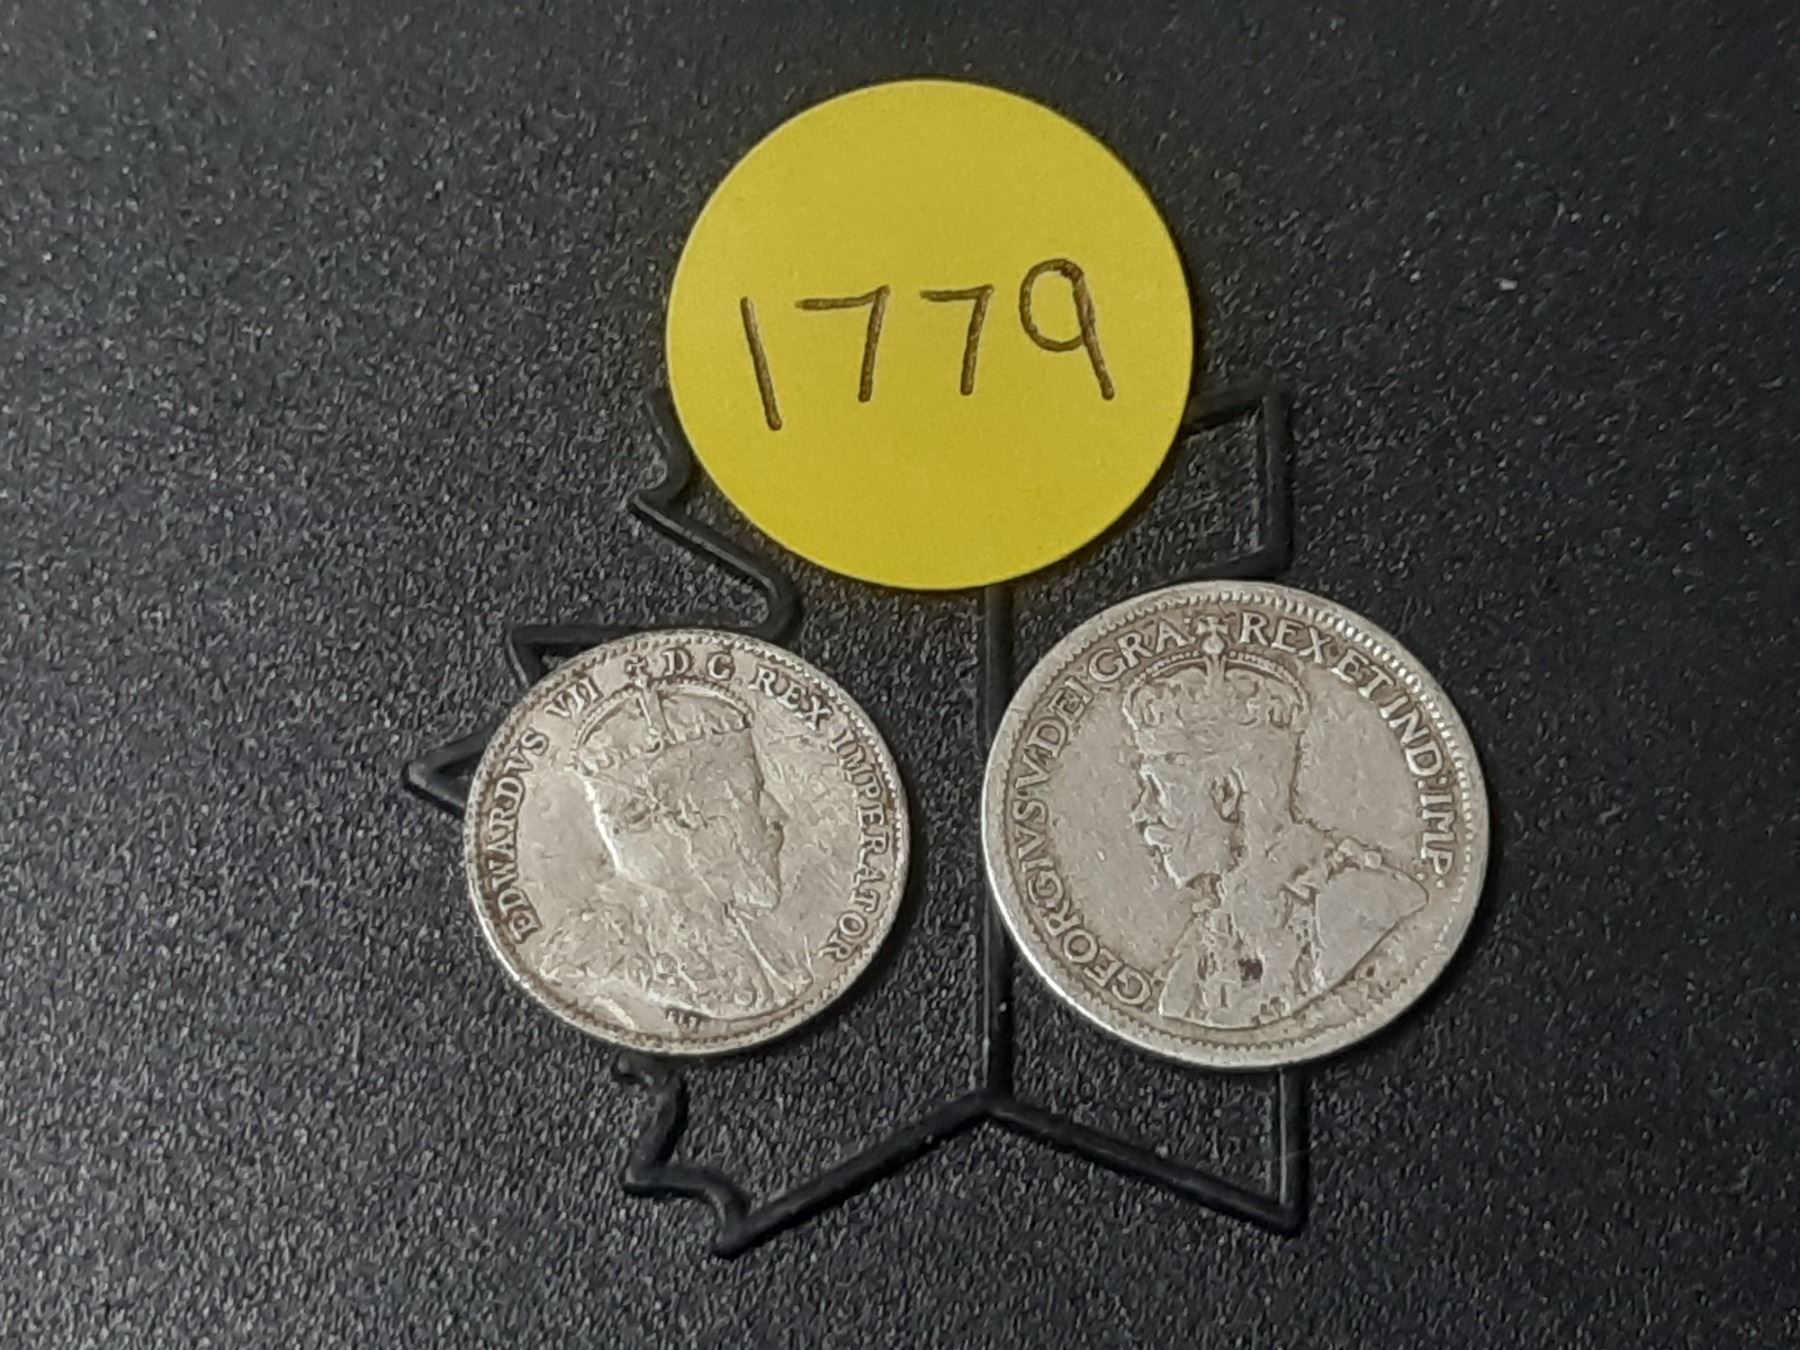 1779
EDWARDVS VII D G REX IMPERATOR
GEORGIVS V DEI GRA: REX ET IND: IMP: